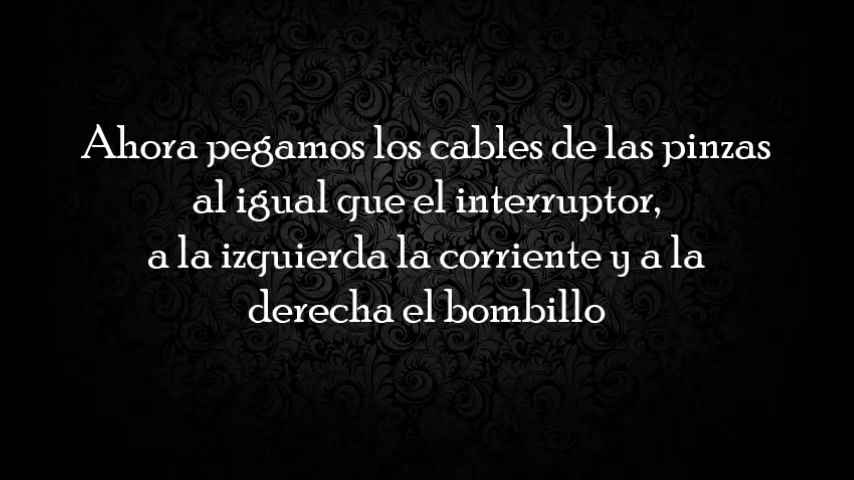 Ahora pegamos los cables de las pinzas
al igual que el interruptor,
a la izquierda la corriente y a la
derecha el bombillo